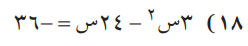 ١٨) ٣س٢ – ٢٤س = –٣٦